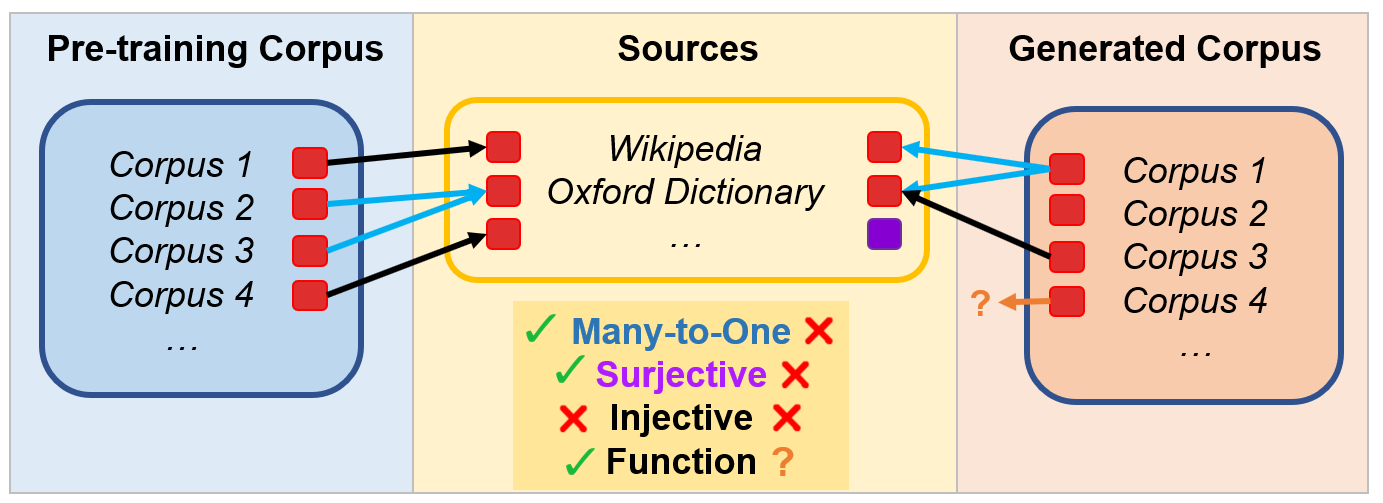 Pre-training Corpus
Corpus 1
Corpus 2
Corpus 3
Corpus 4
...
Sources
Wikipedia
Oxford Dictionary
...
✓ Many-to-One ❌
✓ Surjective ❌
❌ Injective ❌
✓ Function ?
Generated Corpus
Corpus 1
Corpus 2
Corpus 3
? Corpus 4
...